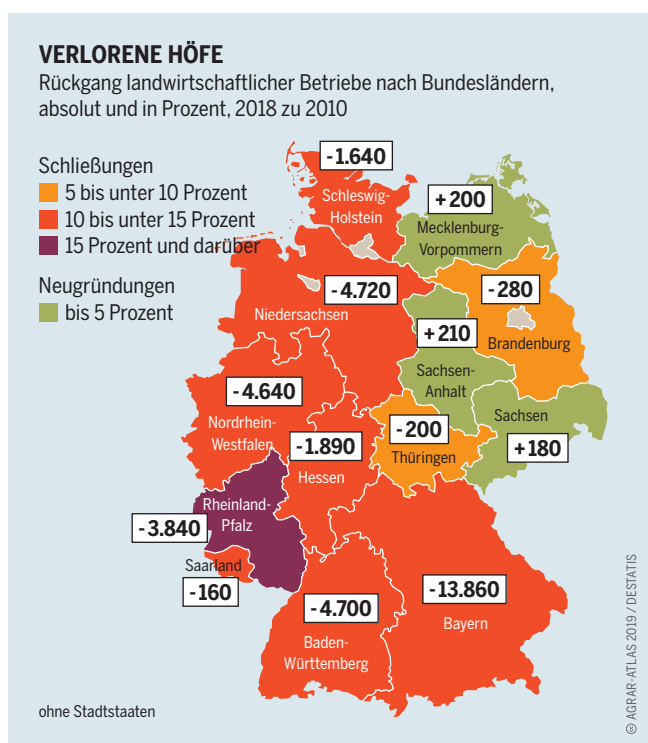 VERLORENE HÖFE
Rückgang landwirtschaftlicher Betriebe nach Bundesländern,
absolut und in Prozent, 2018 zu 2010
Schließungen
5 bis unter 10 Prozent
10 bis unter 15 Prozent
15 Prozent und darüber
Neugründungen
bis 5 Prozent
-1.640
Schleswig-
Holstein
+200
Mecklenburg-
Vorpommern
-4.720
Niedersachsen
-280
Brandenburg
+210
Sachsen-
Anhalt
-4.640
Nordrhein-
Westfalen
-1.890
Hessen
-200
Thüringen
Sachsen
+180
Rheinland-
Pfalz
-3.840
Saarland
-160
-4.700
Baden-
Württemberg
-13.860
Bayern
ohne Stadtstaaten
© AGRAR-ATLAS 2019 / DESTATIS